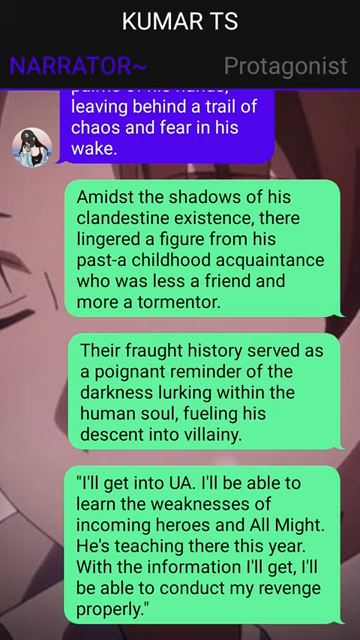 KUMAR TS
NARRATOR~ Protagonist
palms of his hands,
leaving behind a trail of
chaos and fear in his
wake.
Amidst the shadows of his
clandestine existence, there
lingered a figure from his
past-a childhood acquaintance
who was less a friend and
more a tormentor.
Their fraught history served as
a poignant reminder of the
darkness lurking within the
human soul, fueling his
descent into villainy.
"I'll get into UA. I'll be able to
learn the weaknesses of
incoming heroes and All Might.
He's teaching there this year.
With the information I'll get, I'll
be able to conduct my revenge
properly."